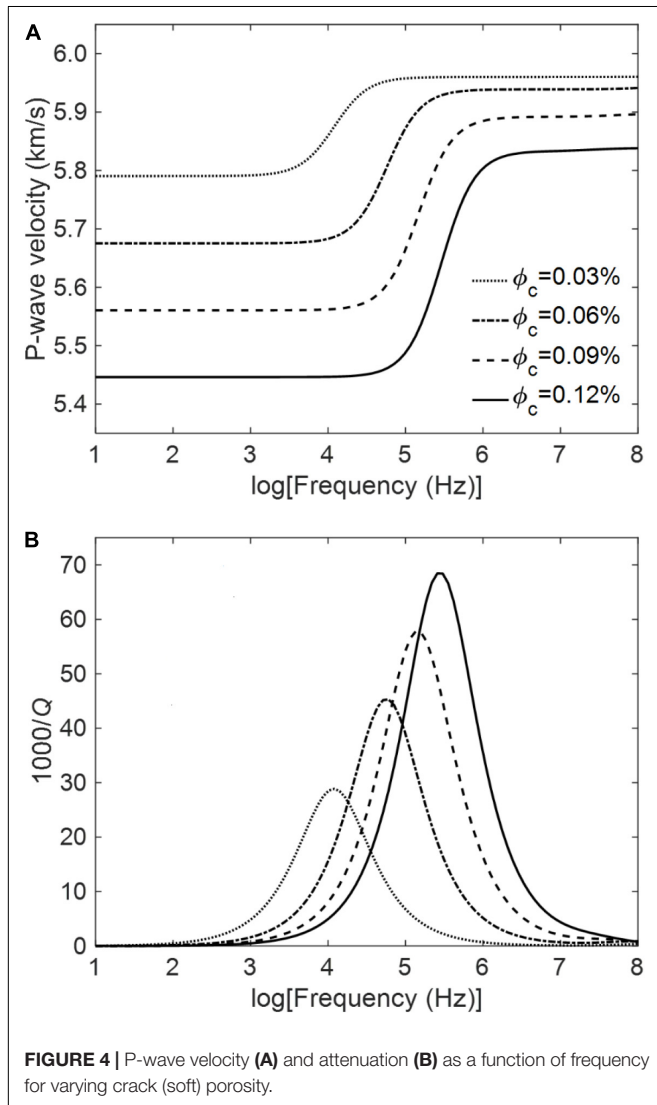 A
P-wave velocity (km/s)
6.0
5.9
5.8
5.7
5.6
5.5
5.4
ϕc=0.03%
ϕc=0.06%
ϕc=0.09%
ϕc=0.12%
1 2 3 4 5 6 7 8
log[Frequency (Hz)]
B
1000/Q
70
60
50
40
30
20
10
0
1 2 3 4 5 6 7 8
log[Frequency (Hz)]
FIGURE 4 | P-wave velocity (A) and attenuation (B) as a function of frequency
for varying crack (soft) porosity.